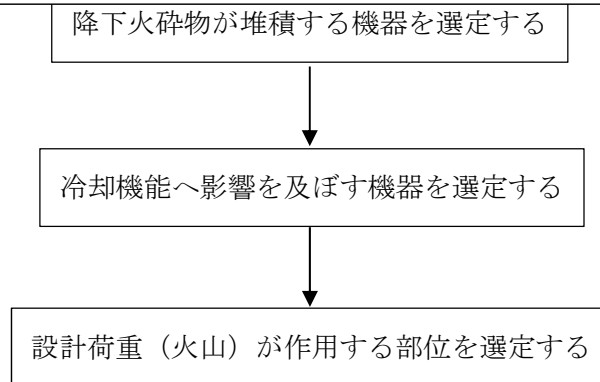 降下火砕物が堆積する機器を選定する
冷却機能へ影響を及ぼす機器を選定する
設計荷重（火山）が作用する部位を選定する